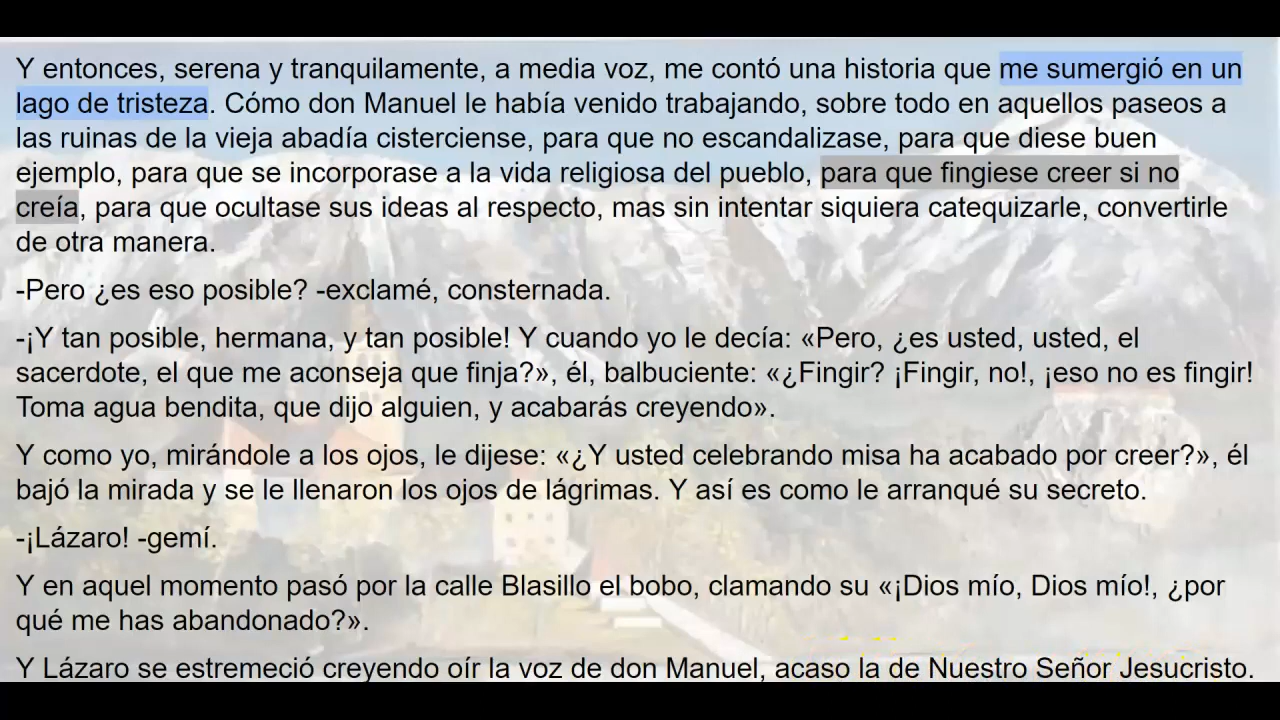 Y entonces, serena y tranquilamente, a media voz, me contó una historia que me sumergió en un
lago de tristeza. Cómo don Manuel le había venido trabajando, sobre todo en aquellos paseos a
las ruinas de la vieja abadía cisterciense, para que no escandalizase, para que diese buen
ejemplo, para que se incorporase a la vida religiosa del pueblo, para que fingiese creer si no
creía, para que ocultase sus ideas al respecto, mas sin intentar siquiera catequizarle, convertirle
de otra manera.
-Pero ¿es eso posible? -exclamé, consternada.
-¡Y tan posible, hermana, y tan posible! Y cuando yo le decía: «Pero, ¿es usted, usted, el
sacerdote, el que me aconseja que finja?», él, balbuciente: «¿Fingir? ¡Fingir, no!, ¡eso no es fingir!
Toma agua bendita, que dijo alguien, y acabarás creyendo».
Y como yo, mirándole a los ojos, le dijese: «¿Y usted celebrando misa ha acabado por creer?», él
bajó la mirada y se le llenaron los ojos de lágrimas. Y así es como le arranqué su secreto.
-¡Lázaro! -gemí.
Y en aquel momento pasó por la calle Blasillo el bobo, clamando su «¡Dios mío, Dios mío!, ¿por
qué me has abandonado?».
Y Lázaro se estremeció creyendo oír la voz de don Manuel, acaso la de Nuestro Señor Jesucristo.